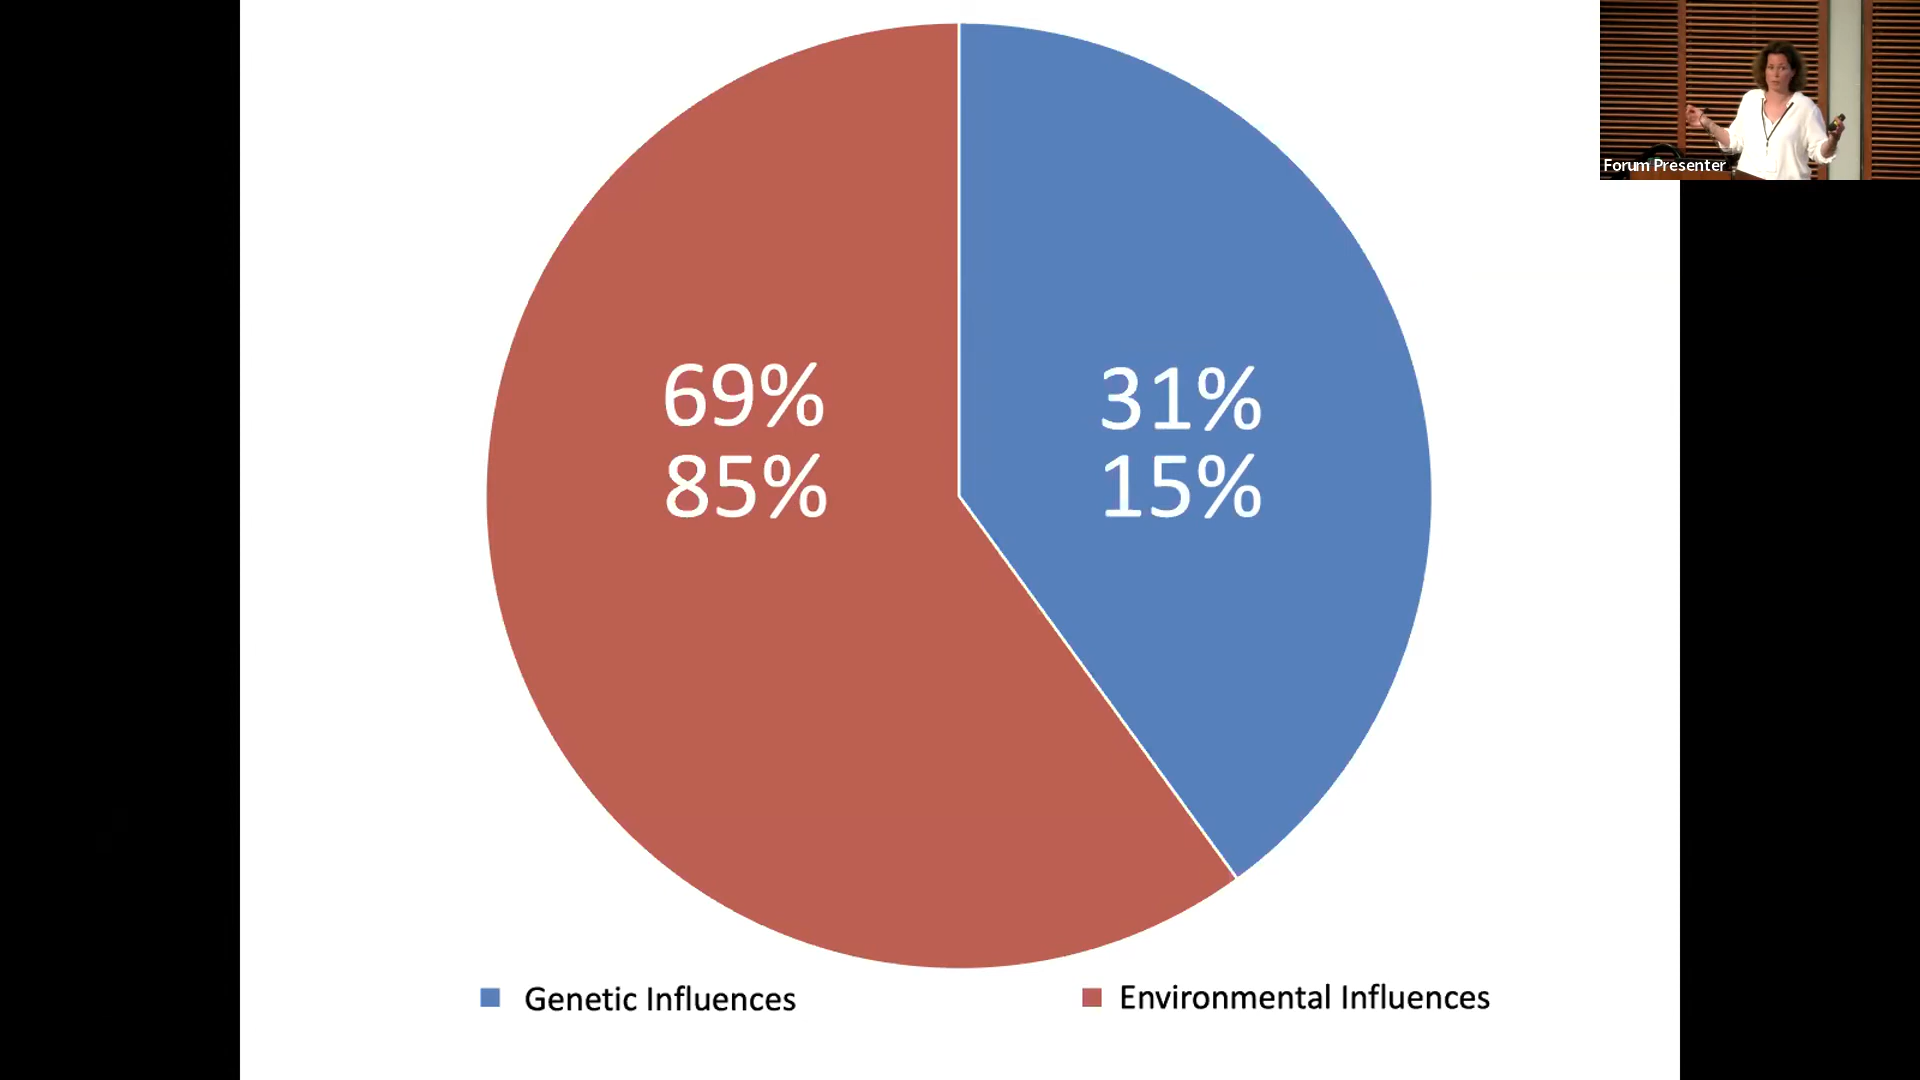 69%
85%
31%
15%
Genetic Influences
Environmental Influences
Forum Presenter